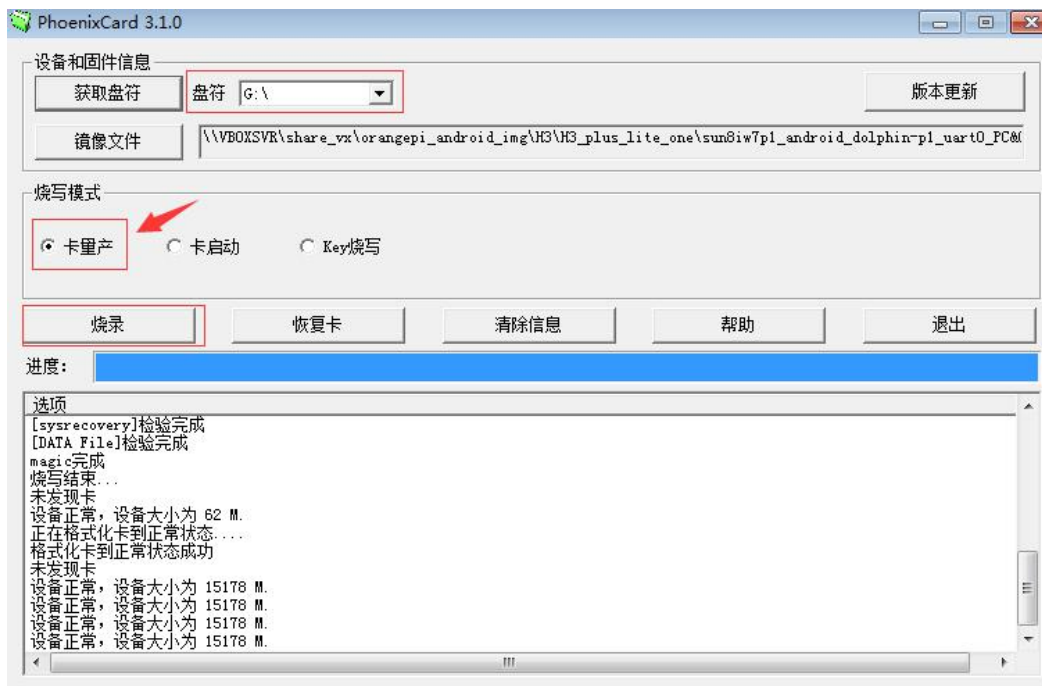 PhoenixCard 3.1.0
设备和固件信息
获取盘符 盘符 G:\ 版本更新
镜像文件 \\VBOXSVR\share_vx\orangepi_android_img\H3\H3_plus_lite_one\sun8iw7p1_android_dolphin-p1_uart0_PC&
烧写模式
卡量产 卡启动 Key烧写
烧录 恢复卡 清除信息 帮助 退出
进度：
选项
[sysrecovery]检验完成
[DATA File]检验完成
magic完成
烧写结束...
未发现卡
设备正常，设备大小为 62 M.
正在格式化卡到正常状态....
格式化卡到正常状态成功
未发现卡
设备正常，设备大小为 15178 M.
设备正常，设备大小为 15178 M.
设备正常，设备大小为 15178 M.
设备正常，设备大小为 15178 M.